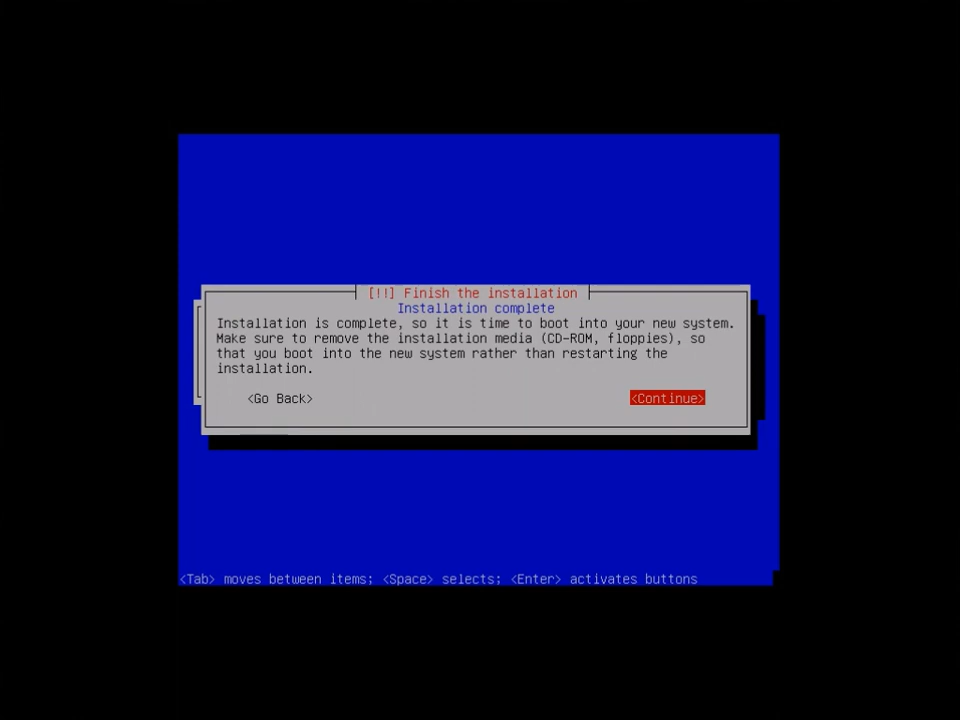 [!!] Finish the installation
Installation complete
Installation is complete, so it is time to boot into your new system.
Make sure to remove the installation media (CD-ROM, floppies), so
that you boot into the new system rather than restarting the
installation.
<Go Back> <Continue>
<Tab> moves between items; <Space> selects; <Enter> activates buttons